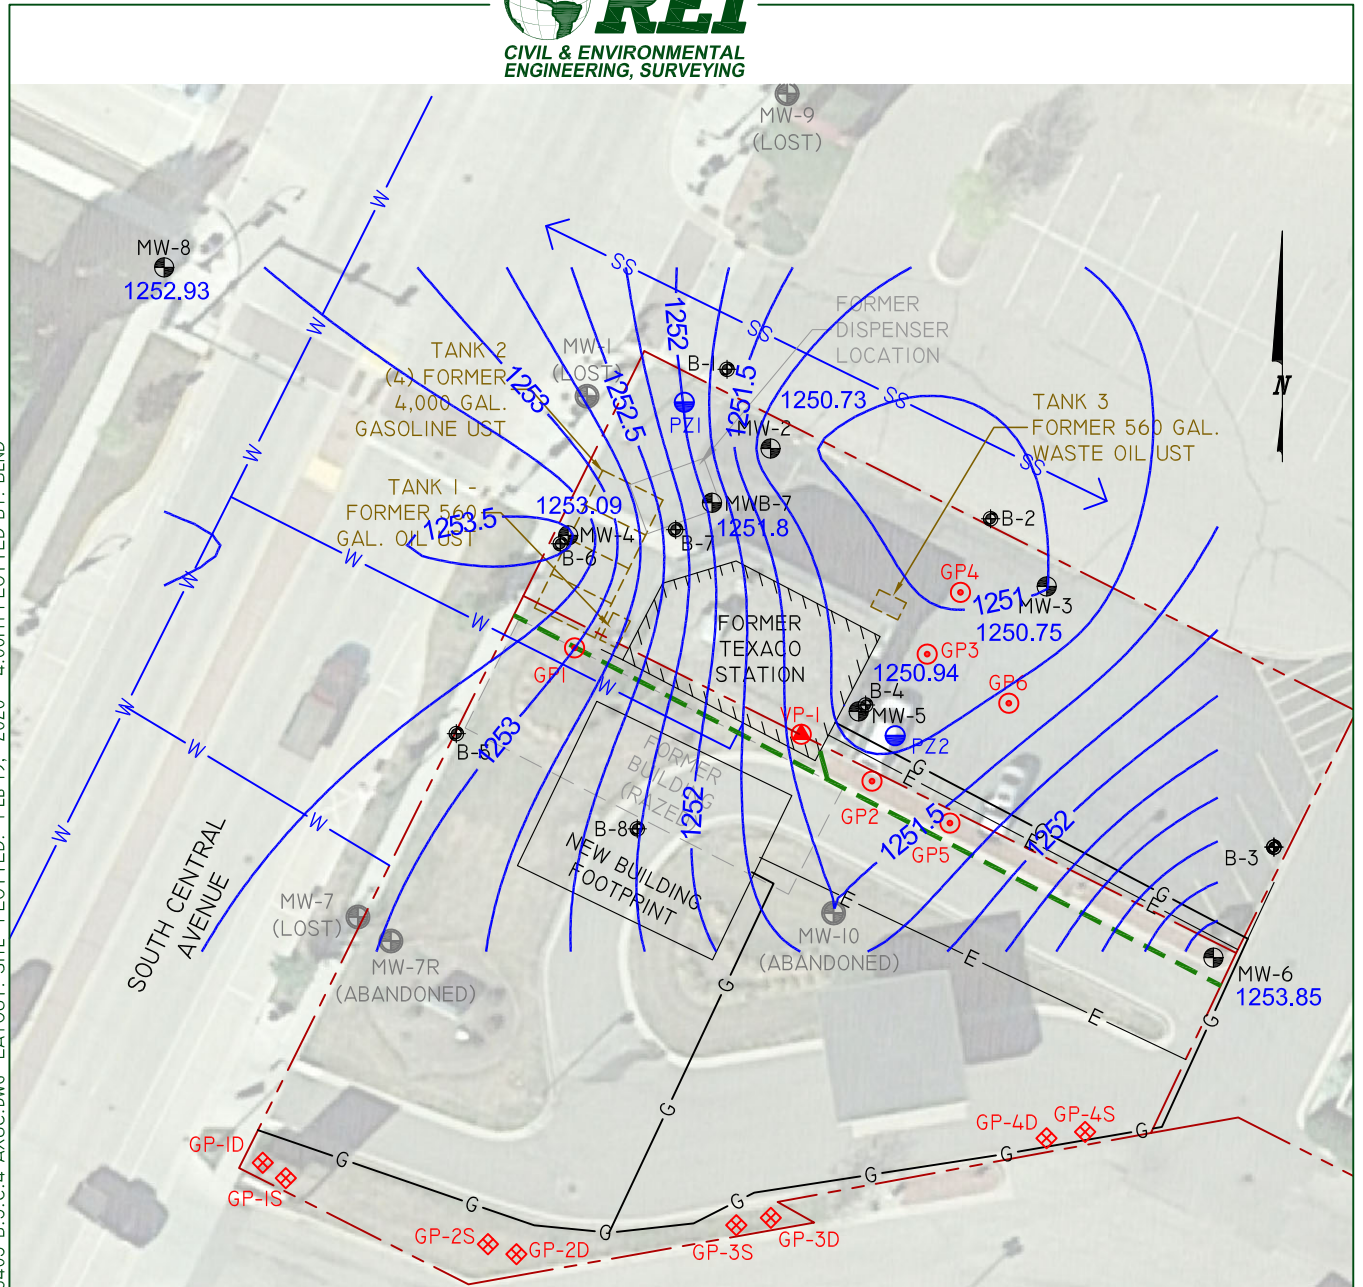 REI
CIVIL & ENVIRONMENTAL
ENGINEERING, SURVEYING
MW-9
(LOST)
MW-8
1252.93
W
SS
FORMER
DISPENSER
LOCATION
TANK 2
(4) FORMER
4,000 GAL.
GASOLINE UST
MW-1
(LOST)
1252
B-1
1251.5
1250.73
SS
1253
1252.5
PZ1
MW-2
SS
TANK 3
FORMER 560 GAL.
WASTE OIL UST
SS
N
W
W
TANK 1 -
FORMER 560
GAL. OIL UST
1253.5
1253.09
MW-4
B-6
MWB-7
1251.8
B-7
B-2
W
W
GP4
1251
MW-3
1250.75
W
FORMER
TEXACO
STATION
GP3
1250.94
GP1
W
B-4
MW-5
GP6
VP-1
PZ2
W
W
B-5
1253
FORMER
BUILDING
(RAZED)
G
E
GP2
1252
1251.5
GP5
1252
E
W
W
B-8
NEW BUILDING
FOOTPRINT
B-3
G
E
E
SOUTH CENTRAL
AVENUE
MW-7
(LOST)
MW-7R
(ABANDONED)
MW-10
(ABANDONED)
E
G
MW-6
1253.85
E
G
G
GP-1D
GP-1S
G
G
G
GP-2S
GP-2D
G
GP-3S
GP-3D
G
G
GP-4D
GP-4S
G